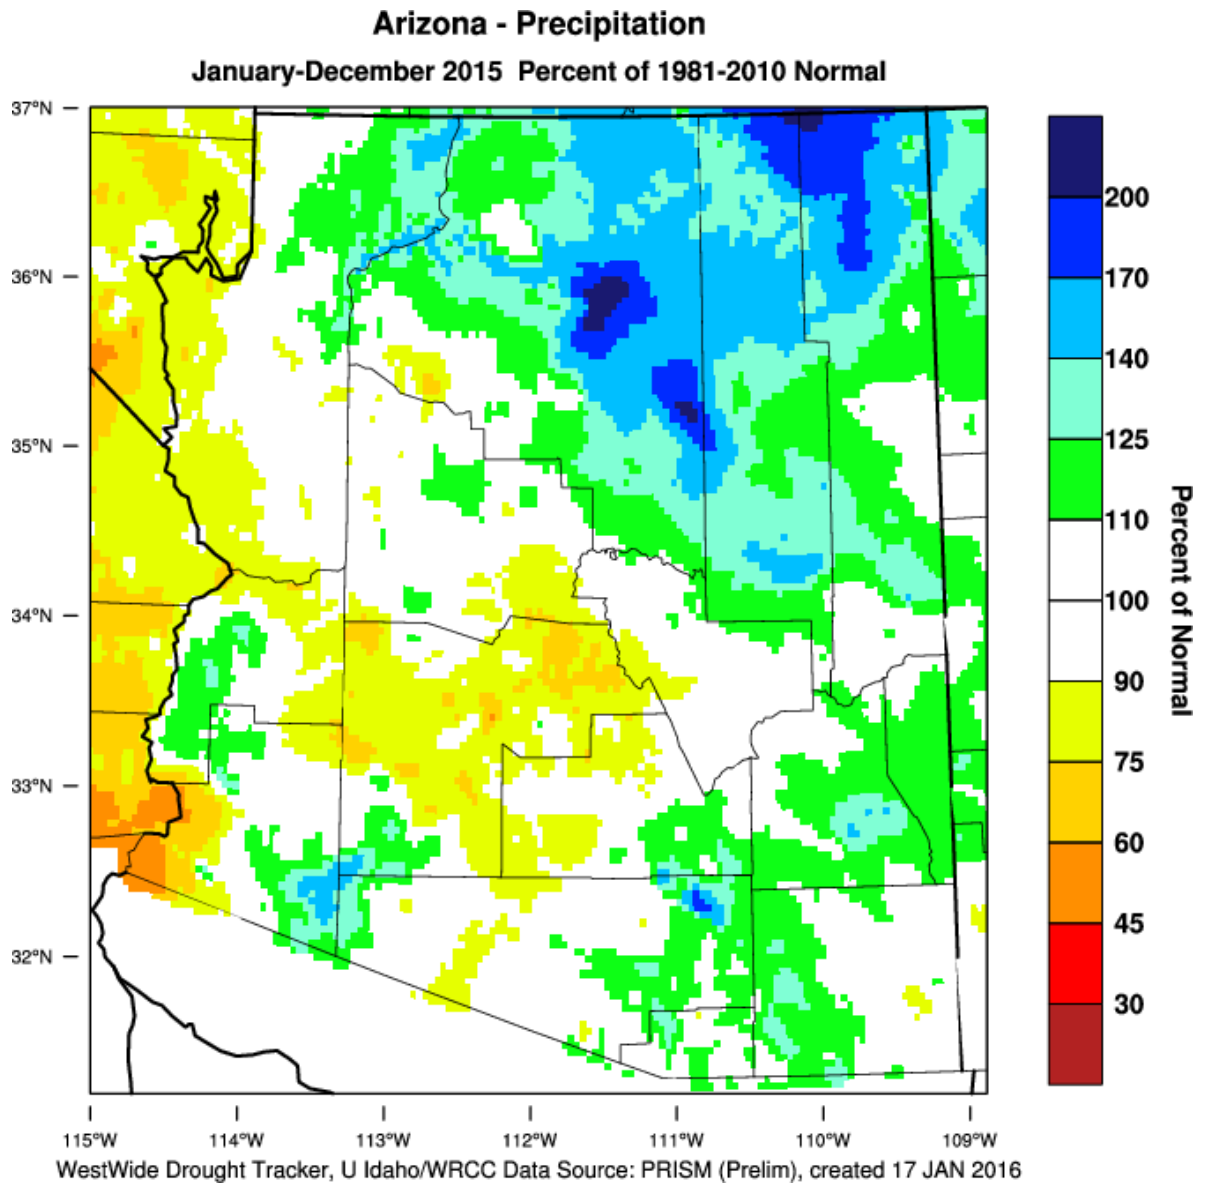 Arizona - Precipitation
January-December 2015  Percent of 1981-2010 Normal
37°N
36°N
35°N
34°N
33°N
32°N
115°W
114°W
113°W
112°W
111°W
110°W
109°W
200
170
140
125
110
100
90
75
60
45
30
Percent of Normal
WestWide Drought Tracker, U Idaho/WRCC Data Source: PRISM (Prelim), created 17 JAN 2016